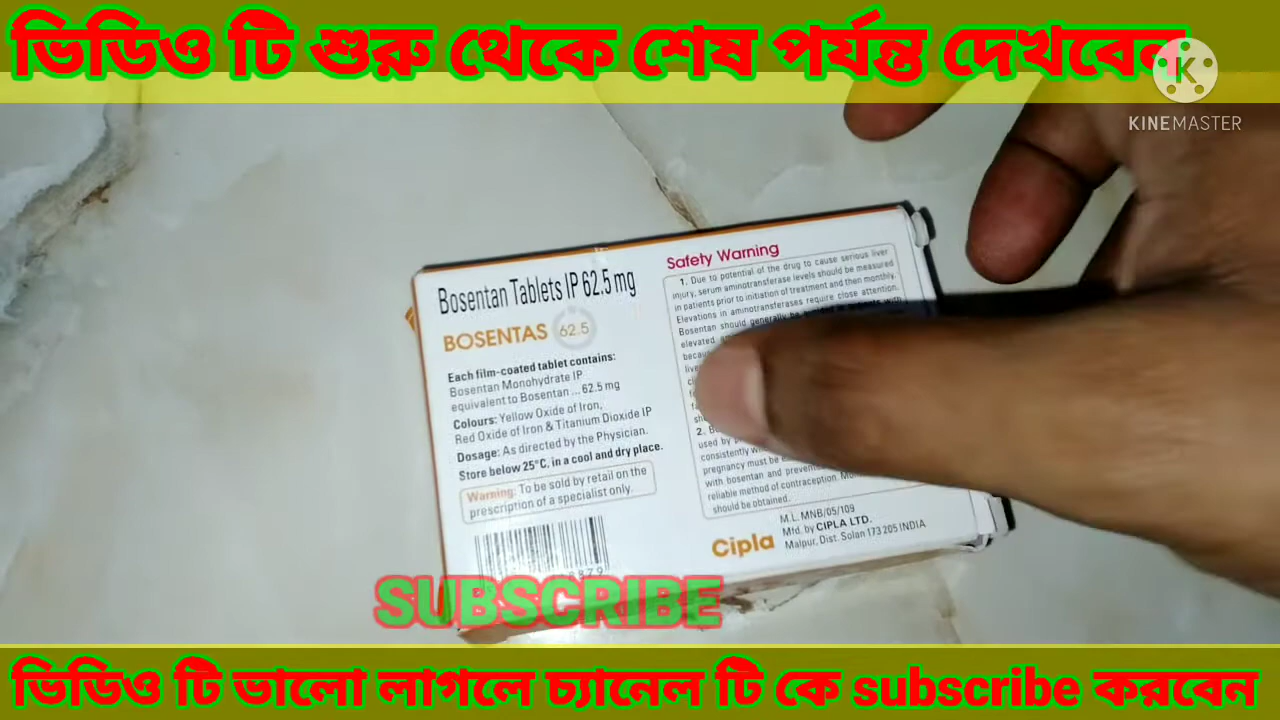 ভিডিও টি শুরু থেকে শেষ পর্যন্ত দেখবেন
KINEMASTER
Bosentan Tablets IP 62.5 mg
BOSENTAS 62.5
Each film-coated tablet contains:
Bosentan Monohydrate IP
equivalent to Bosentan ... 62.5 mg
Colours: Yellow Oxide of Iron,
Red Oxide of Iron & Titanium Dioxide IP
Dosage: As directed by the Physician.
Store below 25°C, in a cool and dry place.
Warning: To be sold by retail on the
prescription of a specialist only.
Safety Warning
1. Due to potential of the drug to cause serious liver
injury, serum aminotransferase levels should be measured
in patients prior to initiation of treatment and then monthly.
Elevations in aminotransferases require close attention.
Bosentan should generally be
elevated
2.
used by
consistently
pregnancy must be
with bosentan and
reliable method of contraception.
should be obtained.
M.L. MNB/05/109
Mfd. by CIPLA LTD.
Malpur, Dist. Solan 173 205 INDIA
Cipla
SUBSCRIBE
ভিডিও টি ভালো লাগলে চ্যানেল টি কে subscribe করবেন